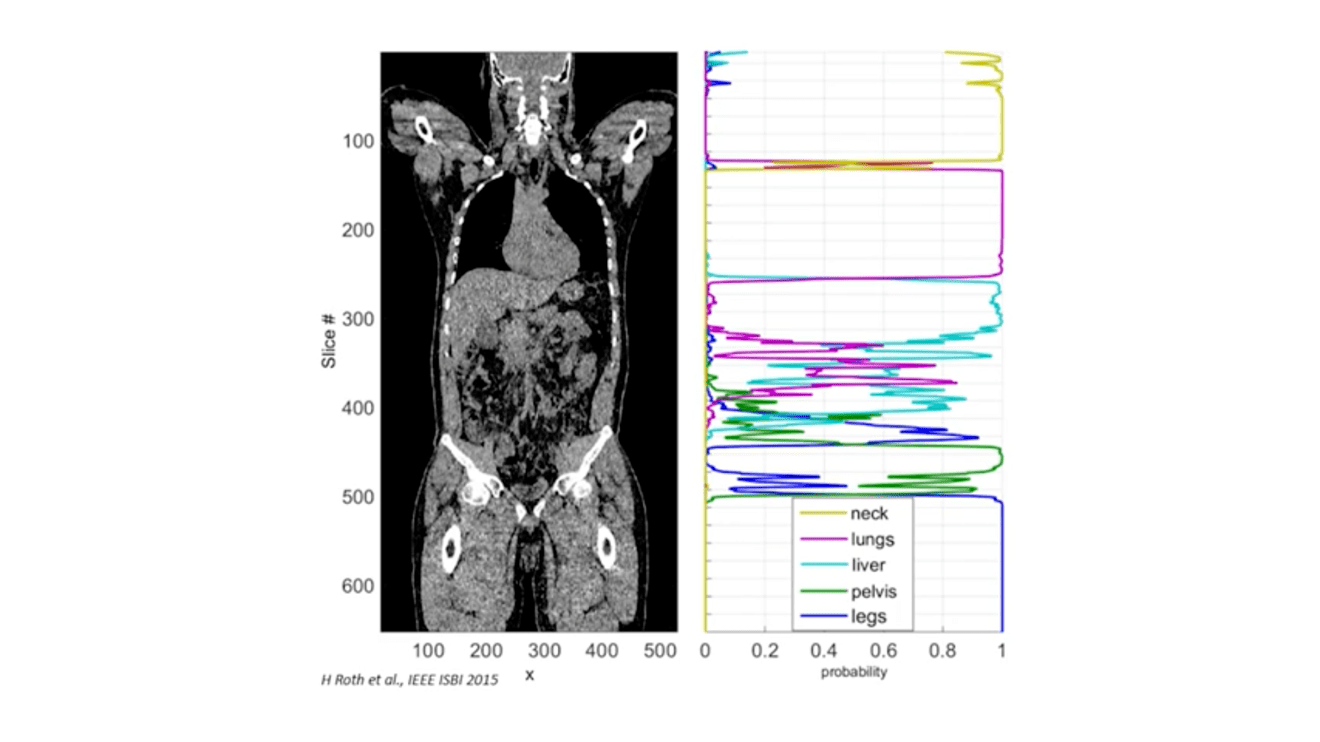 Slice #
100
200
300
400
500
600
100 200 300 400 500
x
H Roth et al., IEEE ISBI 2015
neck
lungs
liver
pelvis
legs
0 0.2 0.4 0.6 0.8 1
probability